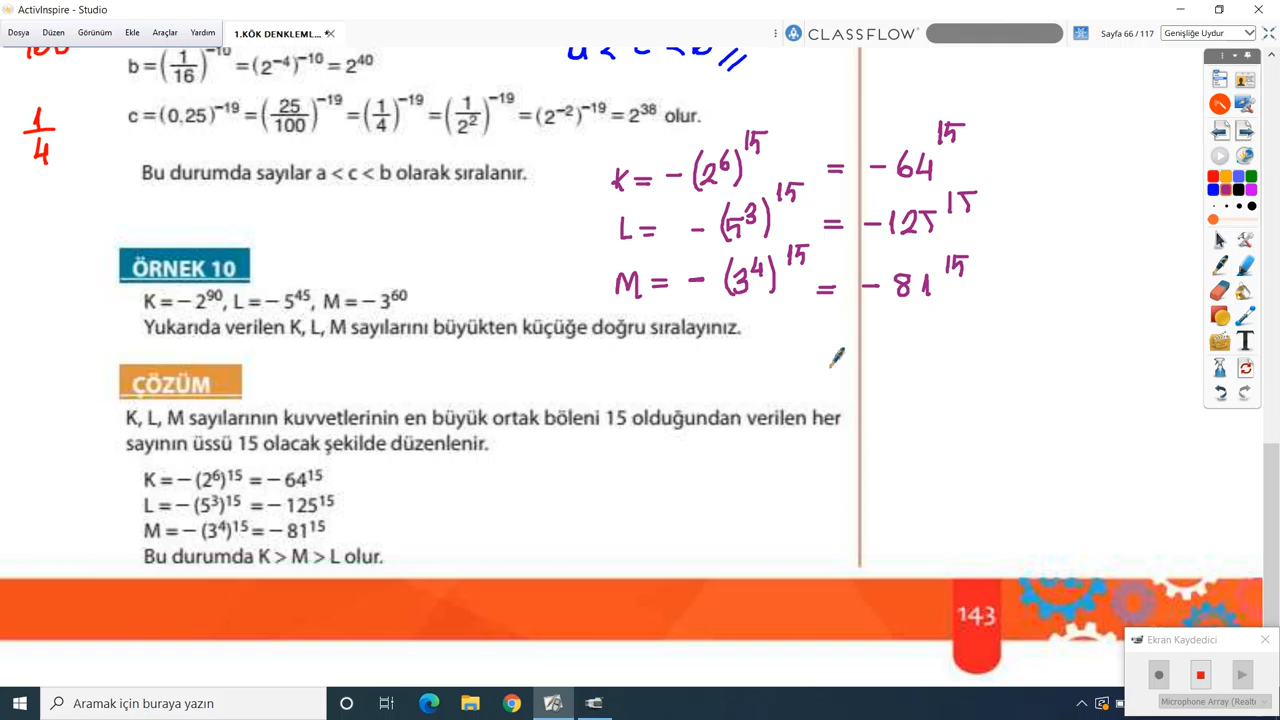 ActivInspire - Studio
Dosya Düzen Görünüm Ekle Araçlar Yardım
1.KÖK DENKLEML...
CLASSFLOW
Sayfa 66 / 117
Genişliğe Uydur
100
b = (1/16)^-10 = (2^-4)^-10 = 2^40
a < c < b //
1/4
c = (0,25)^-19 = (25/100)^-19 = (1/4)^-19 = (1/2^2)^-19 = (2^-2)^-19 = 2^38 olur.
Bu durumda sayılar a < c < b olarak sıralanır.
K = - (2^6)^15 = - 64^15
L = - (5^3)^15 = - 125^15
M = - (3^4)^15 = - 81^15
ÖRNEK 10
K = – 2^90, L = – 5^45, M = – 3^60
Yukarıda verilen K, L, M sayılarını büyükten küçüğe doğru sıralayınız.
ÇÖZÜM
K, L, M sayılarının kuvvetlerinin en büyük ortak böleni 15 olduğundan verilen her
sayının üssü 15 olacak şekilde düzenlenir.
K = – (2^6)^15 = – 64^15
L = – (5^3)^15 = – 125^15
M = – (3^4)^15 = – 81^15
Bu durumda K > M > L olur.
143
Ekran Kaydedici
Microphone Array (Realte
Aramak için buraya yazın